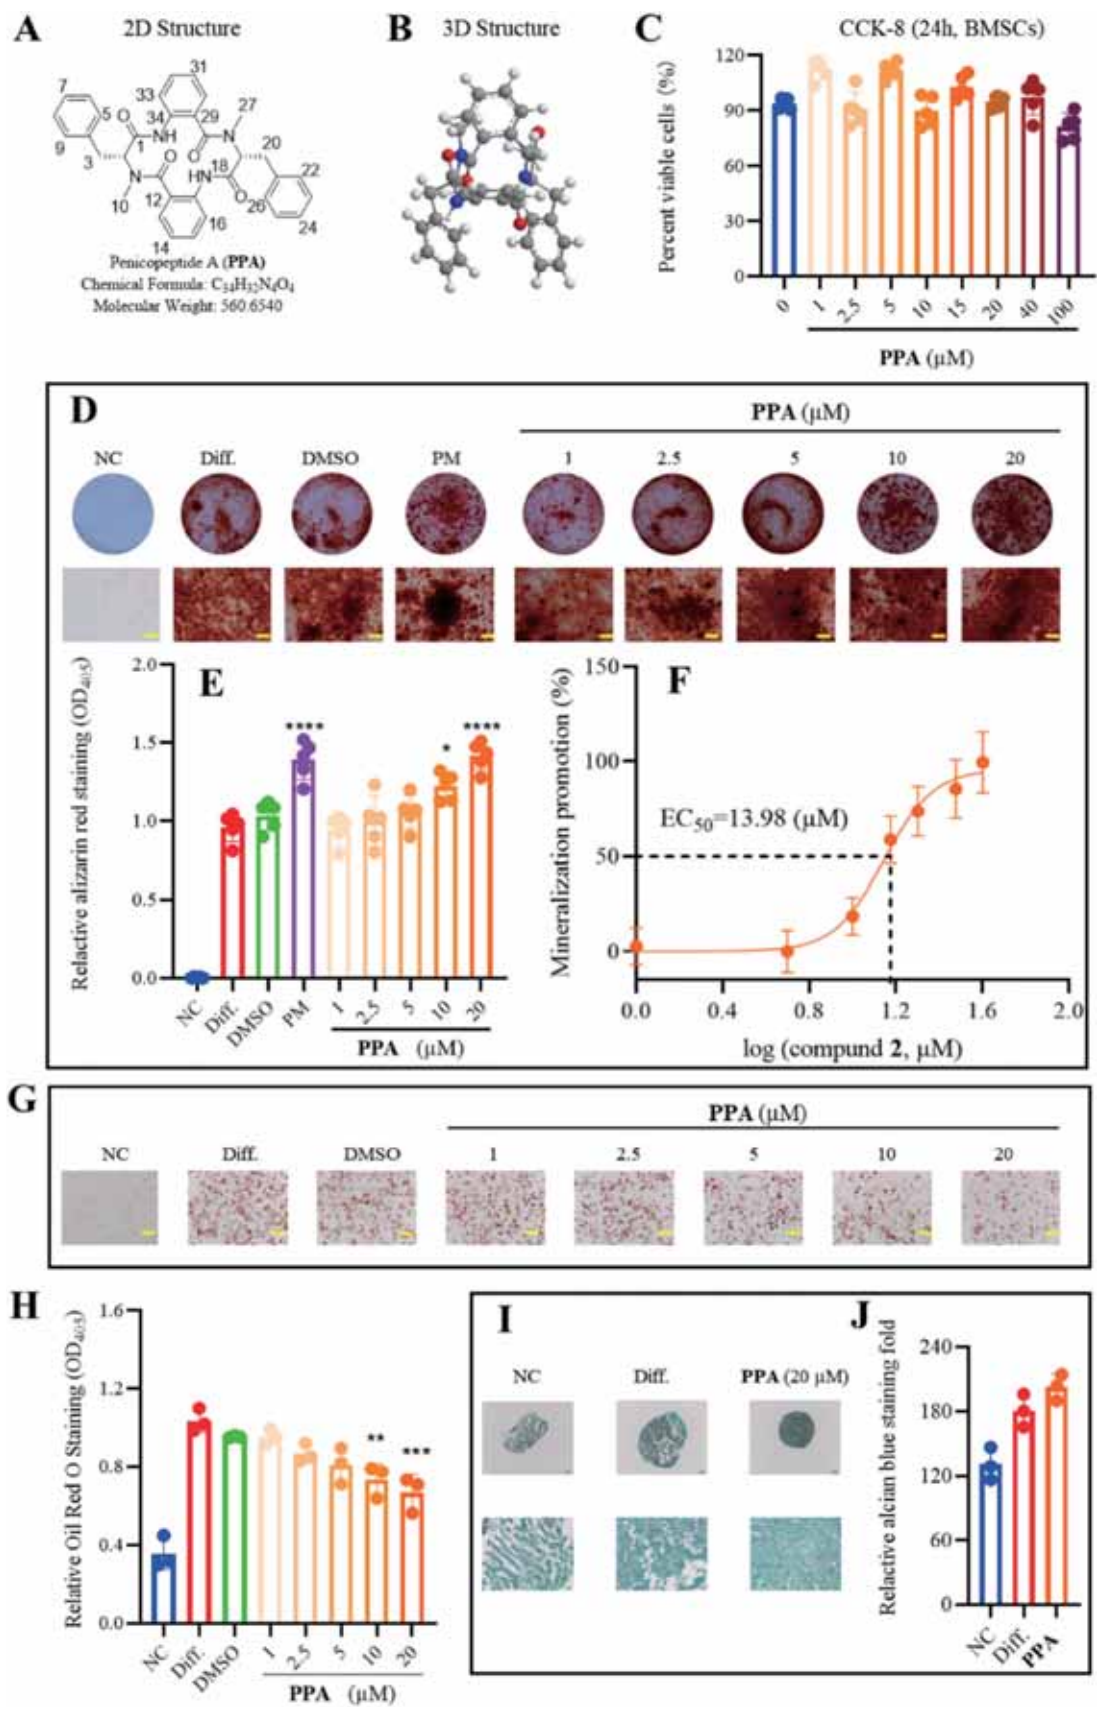 A
2D Structure
B
3D Structure
C
CCK-8 (24h, BMSCs)
31
7
33
5
34
29
27
O
NH
N
9
1
O
O
20
3
18
22
N
HN
12
O
26
10
16
24
14
Penicopeptide A (PPA)
Chemical Formula: C34H32N4O4
Molecular Weight: 560.6540
Percent viable cells (%)
120
90
60
30
0
0 1 2.5 5 10 15 20 40 100
PPA (μM)
D
PPA (μM)
NC Diff. DMSO PM 1 2.5 5 10 20
E
Relactive alizarin red staining (OD405)
2.0
1.5
1.0
0.5
0.0
****
*
****
NC Diff. DMSO PM 1 2.5 5 10 20
PPA (μM)
F
Mineralization promotion (%)
150
100
50
0
EC50=13.98 (μM)
0.0 0.4 0.8 1.2 1.6 2.0
log (compund 2, μM)
G
PPA (μM)
NC Diff. DMSO 1 2.5 5 10 20
H
Relative Oil Red O Staining (OD405)
1.6
1.2
0.8
0.4
0.0
**
***
NC Diff. DMSO 1 2.5 5 10 20
PPA (μM)
I
NC Diff. PPA (20 μM)
J
Relactive alcian blue staining fold
240
180
120
60
0
NC Diff. PPA